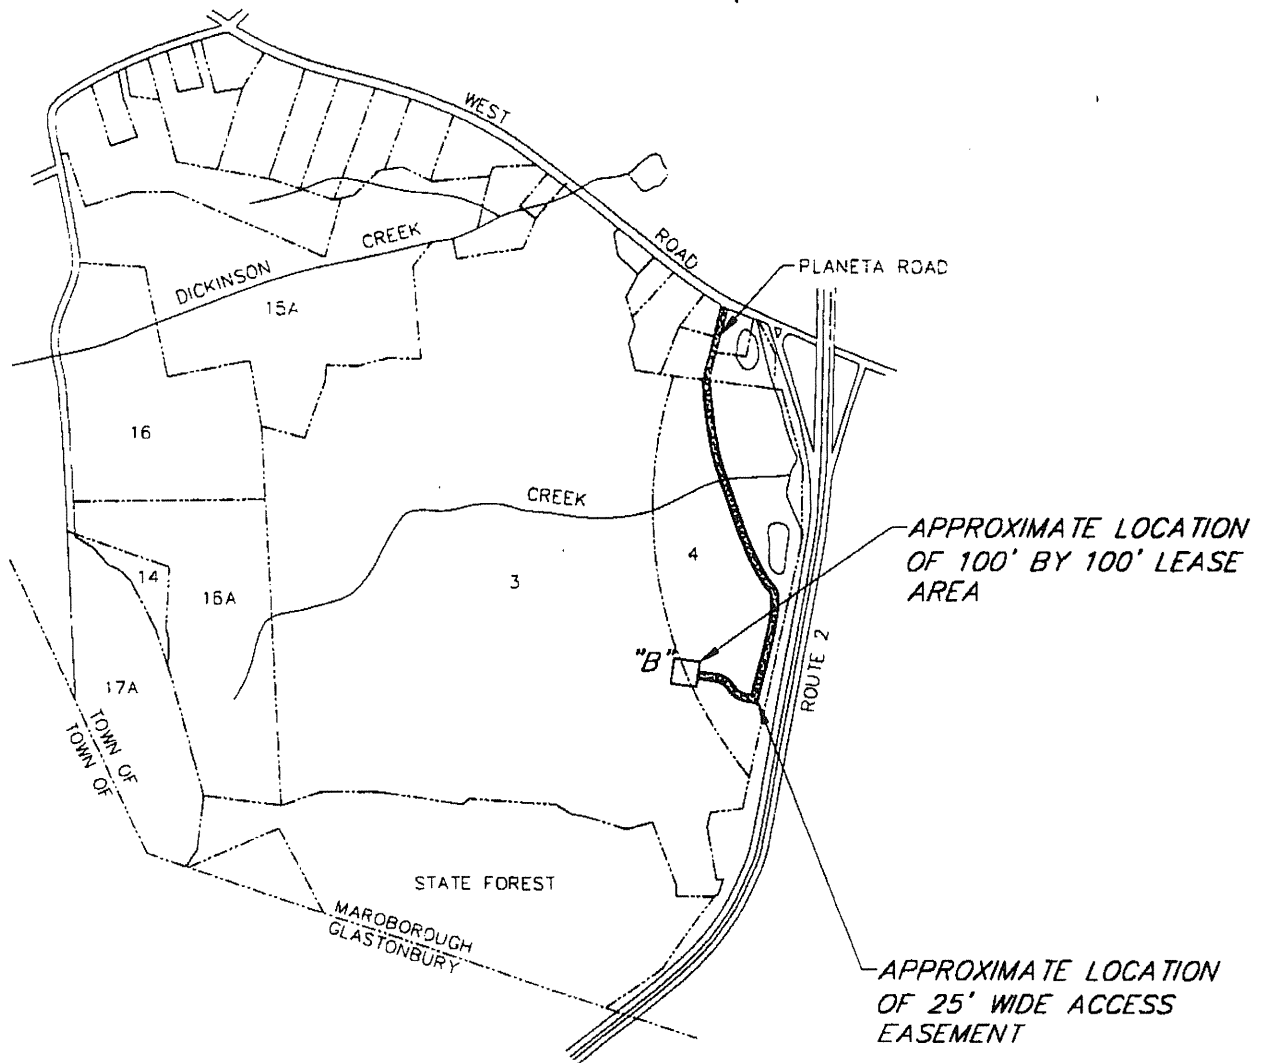 WEST
ROAD
PLANETA ROAD
DICKINSON CREEK
15A
16
CREEK
APPROXIMATE LOCATION
OF 100' BY 100' LEASE
AREA
4
14
16A
3
"B"
ROUTE 2
17A
TOWN OF
TOWN OF
STATE FOREST
MAROBOROUGH
GLASTONBURY
APPROXIMATE LOCATION
OF 25' WIDE ACCESS
EASEMENT